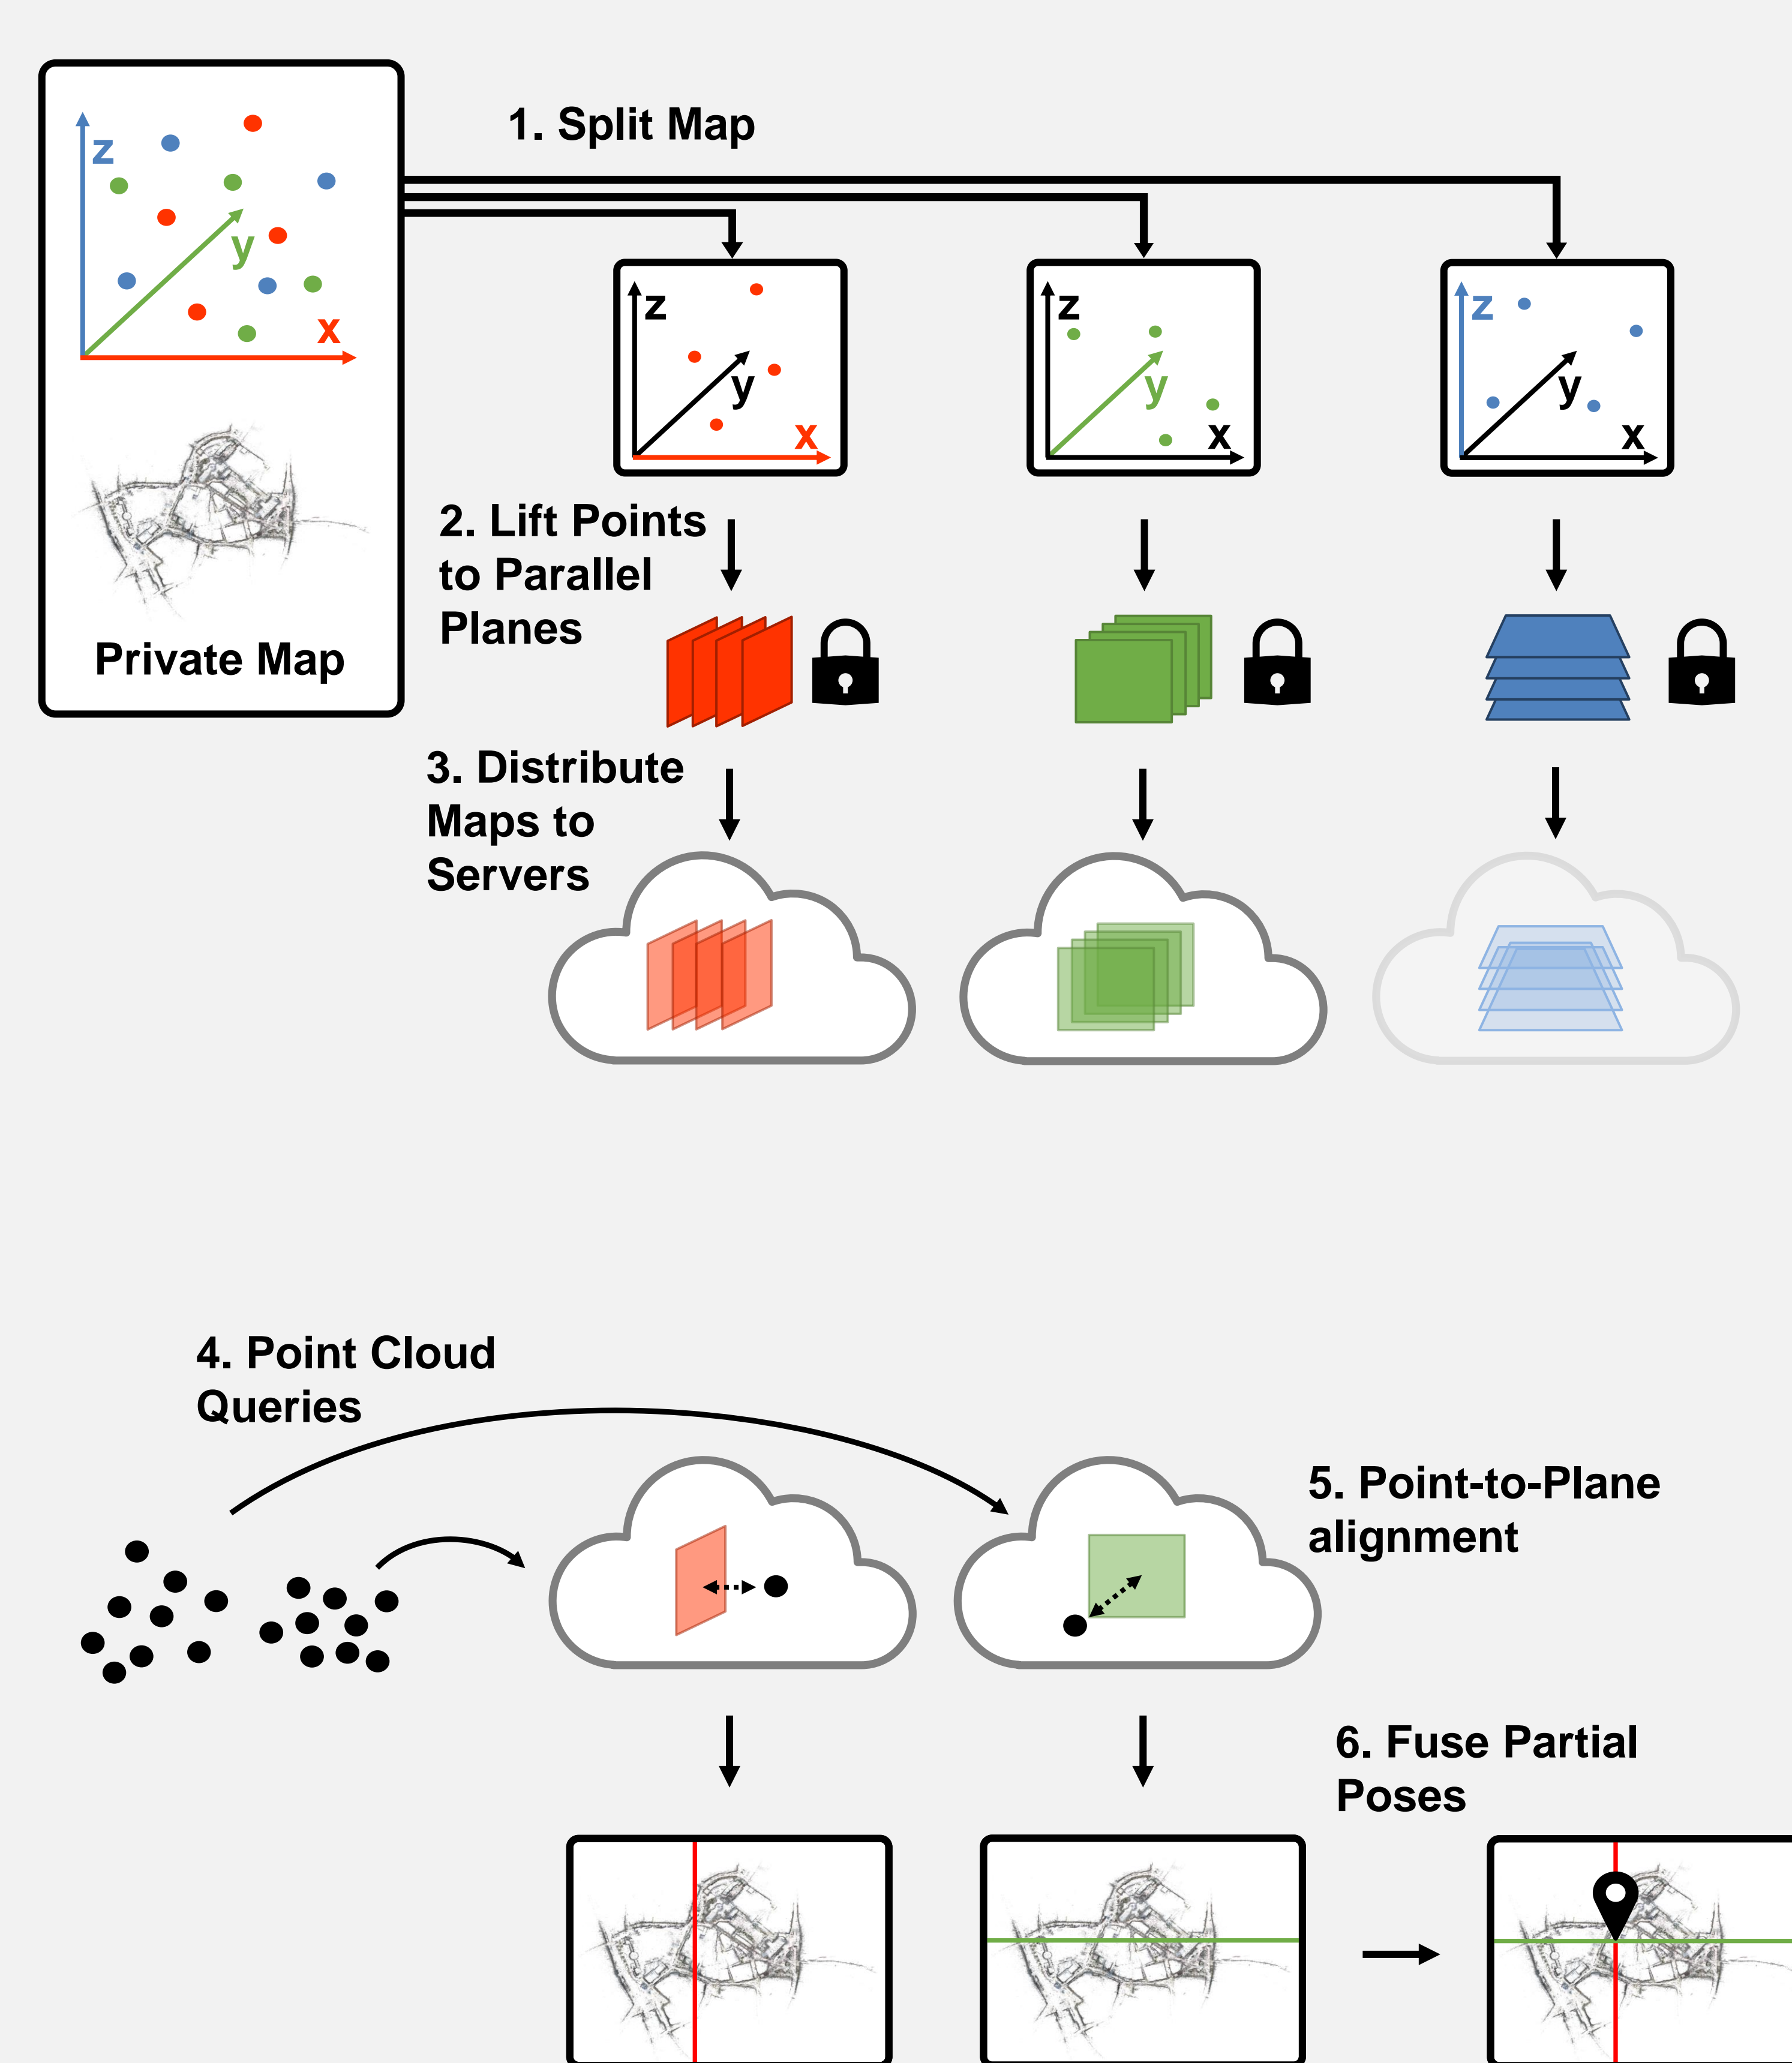 1. Split Map
z
y
x
Private Map
z
y
x
z
y
x
z
y
x
2. Lift Points
to Parallel
Planes
3. Distribute
Maps to
Servers
4. Point Cloud
Queries
5. Point-to-Plane
alignment
6. Fuse Partial
Poses